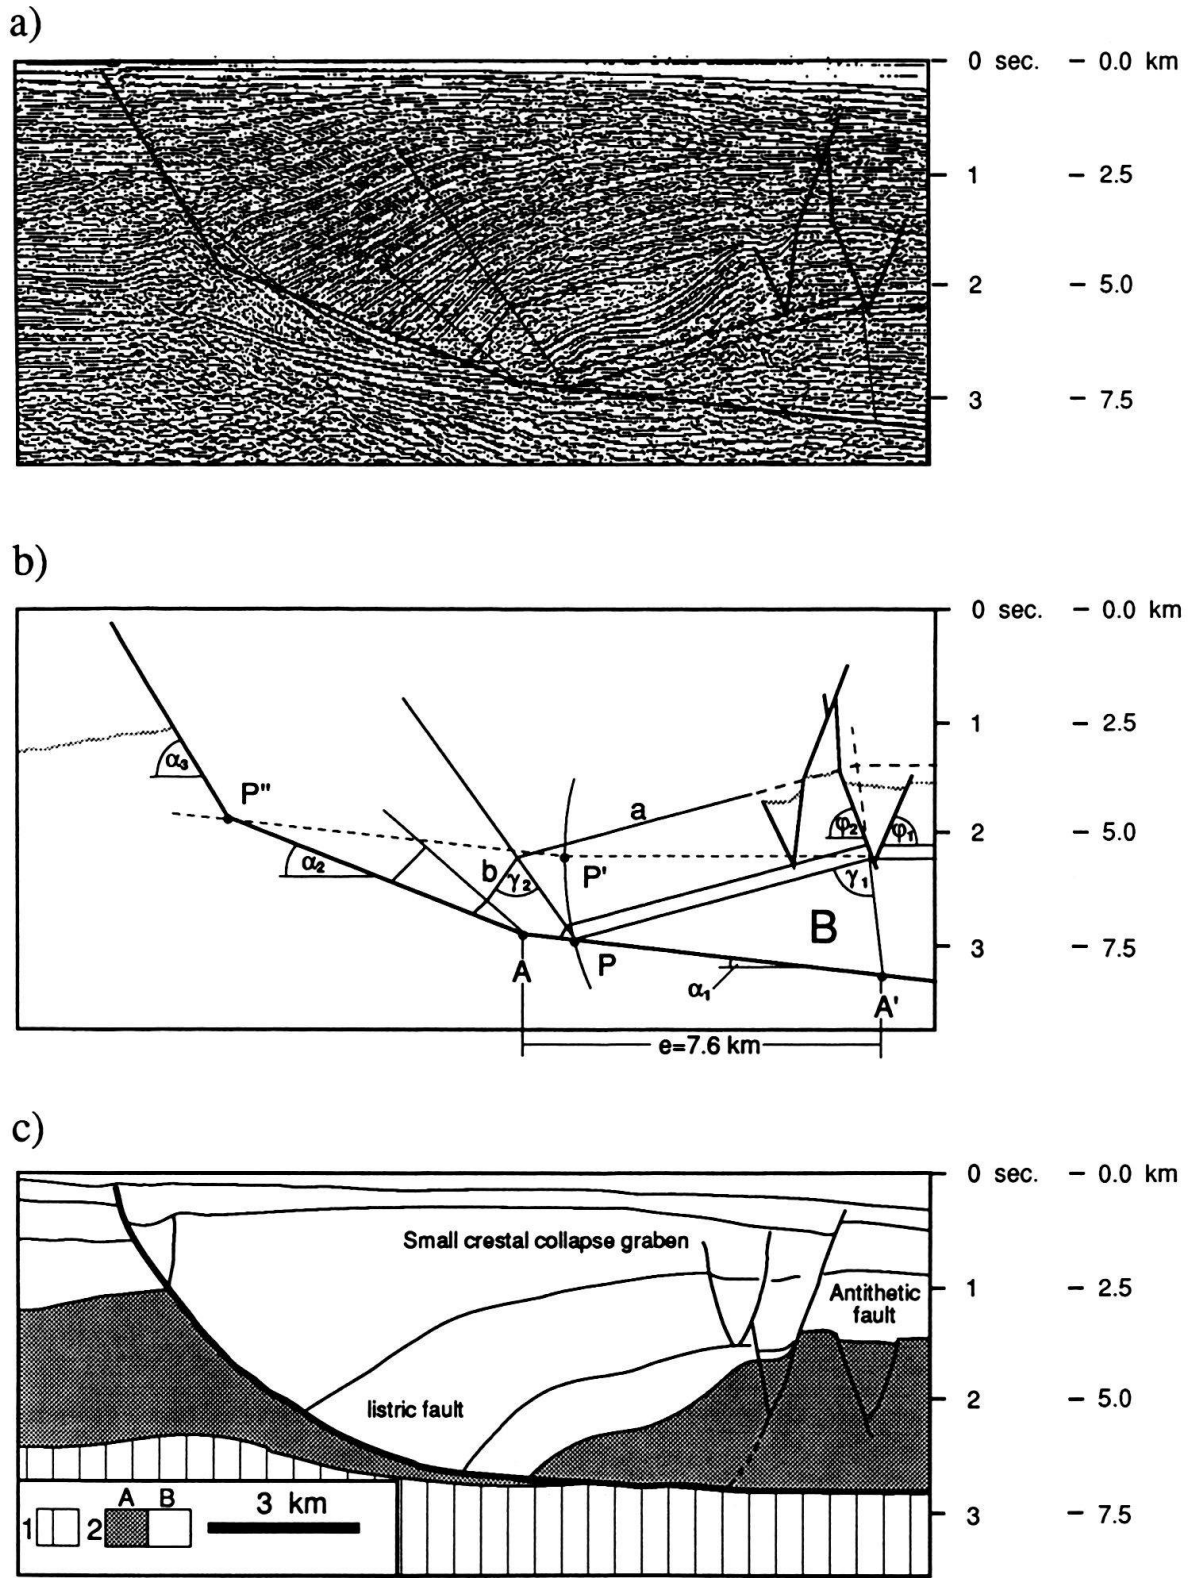 a)
0 sec. – 0.0 km
1 – 2.5
2 – 5.0
3 – 7.5
b)
0 sec. – 0.0 km
1 – 2.5
2 – 5.0
3 – 7.5
α₃
P"
α₂
a
b
γ₂
P'
φ₂
φ₁
γ₁
B
A
P
α₁
A'
e=7.6 km
c)
0 sec. – 0.0 km
1 – 2.5
2 – 5.0
3 – 7.5
Small crestal collapse graben
Antithetic
fault
listric fault
A B
1 2
3 km